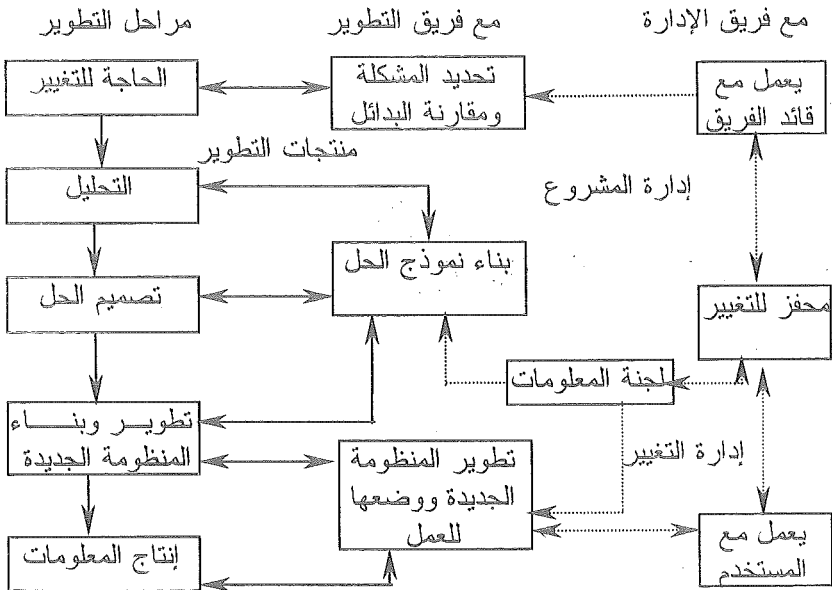 مراحل التطوير
مع فريق التطوير
مع فريق الإدارة
الحاجة للتغيير
تحديد المشكلة
ومقارنة البدائل
يعمل مع
قائد الفريق
منتجات التطوير
التحليل
إدارة المشروع
بناء نموذج الحل
تصميم الحل
محفز للتغيير
لجنة المعلومات
تطويــر وبنـــاء
المنظومة الجديدة
تطوير المنظومة
الجديدة ووضعها
للعمل
إدارة التغيير
يعمل مع
المستخدم
إنتاج المعلومات